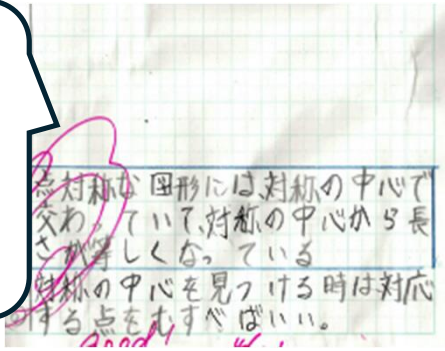 点対称な図形には、対称の中心で
交わっていて、対称の中心から長
さが等しくなっている
対称の中心を見つける時は対応
する点をむすべばいい。
good!